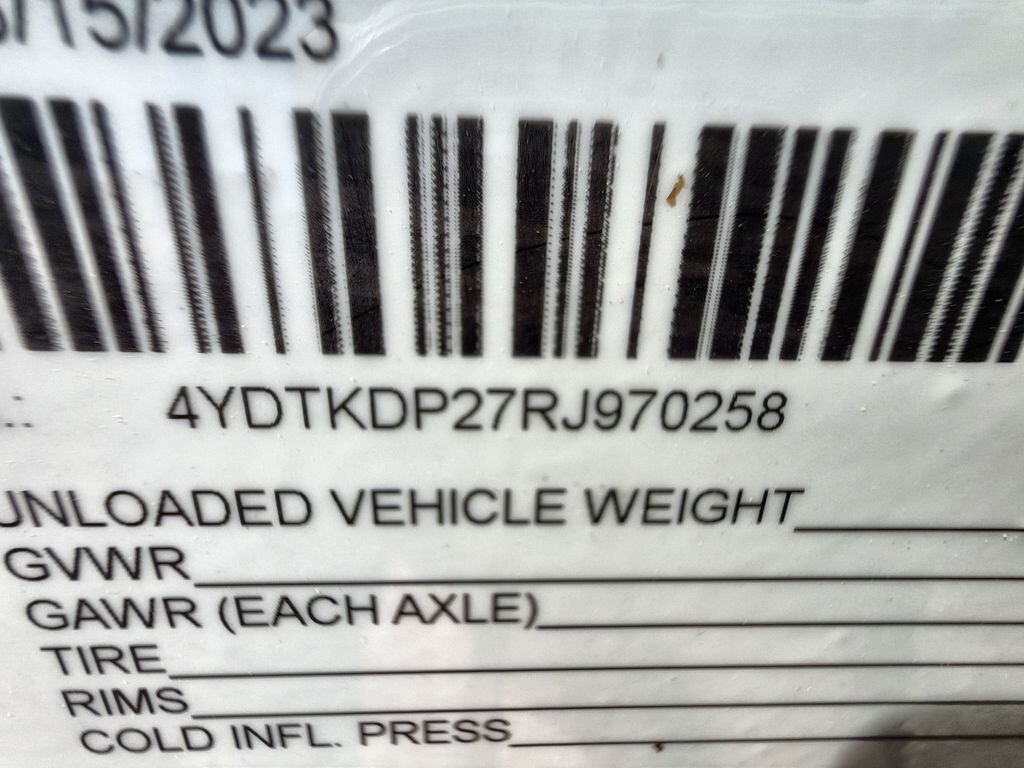 /15/2023
.: 4YDTKDP27RJ970258
UNLOADED VEHICLE WEIGHT
GVWR
GAWR (EACH AXLE)
TIRE
RIMS
COLD INFL. PRESS